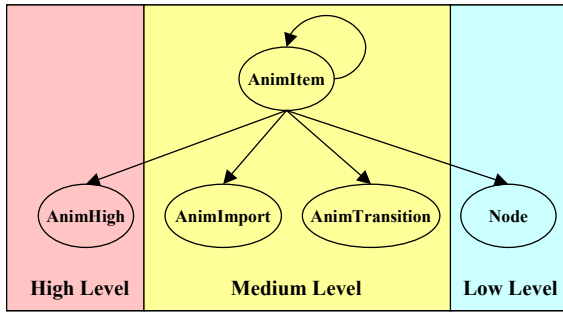 AnimItem
AnimHigh
AnimImport
AnimTransition
Node
High Level
Medium Level
Low Level